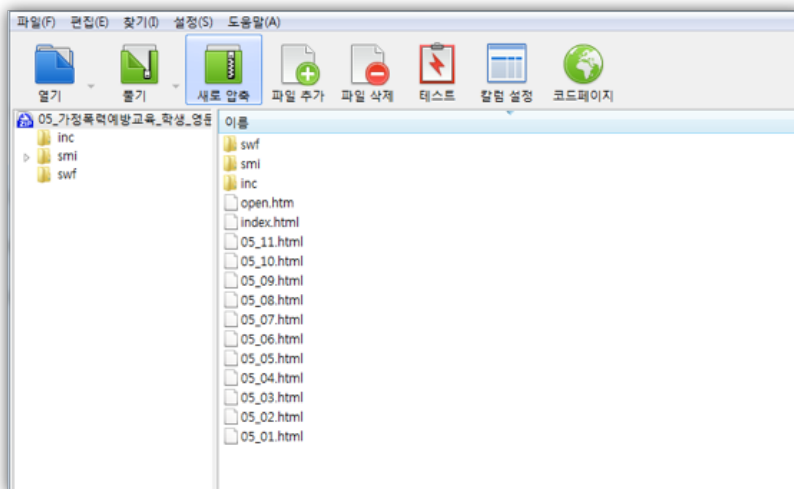 파일(F) 편집(E) 찾기(I) 설정(S) 도움말(A)
열기 풀기 새로 압축 파일 추가 파일 삭제 테스트 칼럼 설정 코드페이지
05_가정폭력예방교육_학생_영문
inc
smi
swf
이름
swf
smi
inc
open.htm
index.html
05_11.html
05_10.html
05_09.html
05_08.html
05_07.html
05_06.html
05_05.html
05_04.html
05_03.html
05_02.html
05_01.html